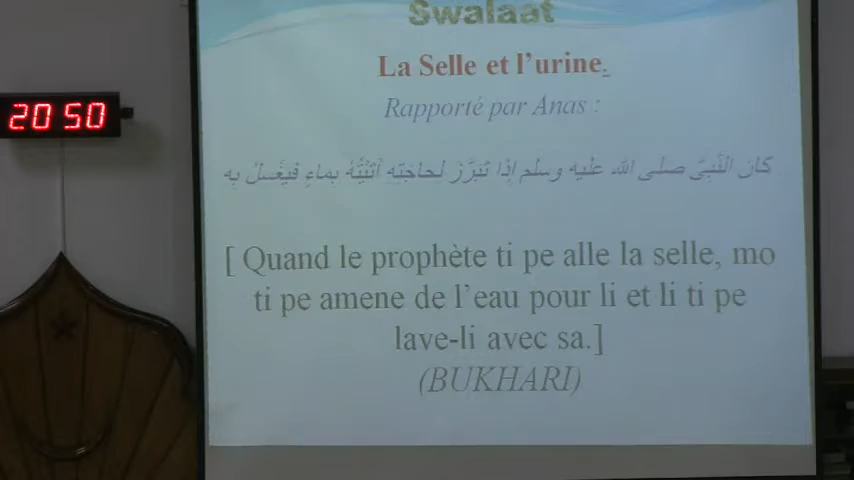 Swalaat
La Selle et l'urine.
Rapporté par Anas :
20 50
كَانَ النَّبِىُّ صلى الله عليه وسلم إِذَا تَبَرَّزَ لِحَاجَتِهِ أَتَيْتُهُ بِمَاءٍ فَيَغْسِلُ بِهِ
[ Quand le prophète ti pe alle la selle, mo
ti pe amene de l'eau pour li et li ti pe
lave-li avec sa.]
(BUKHARI)